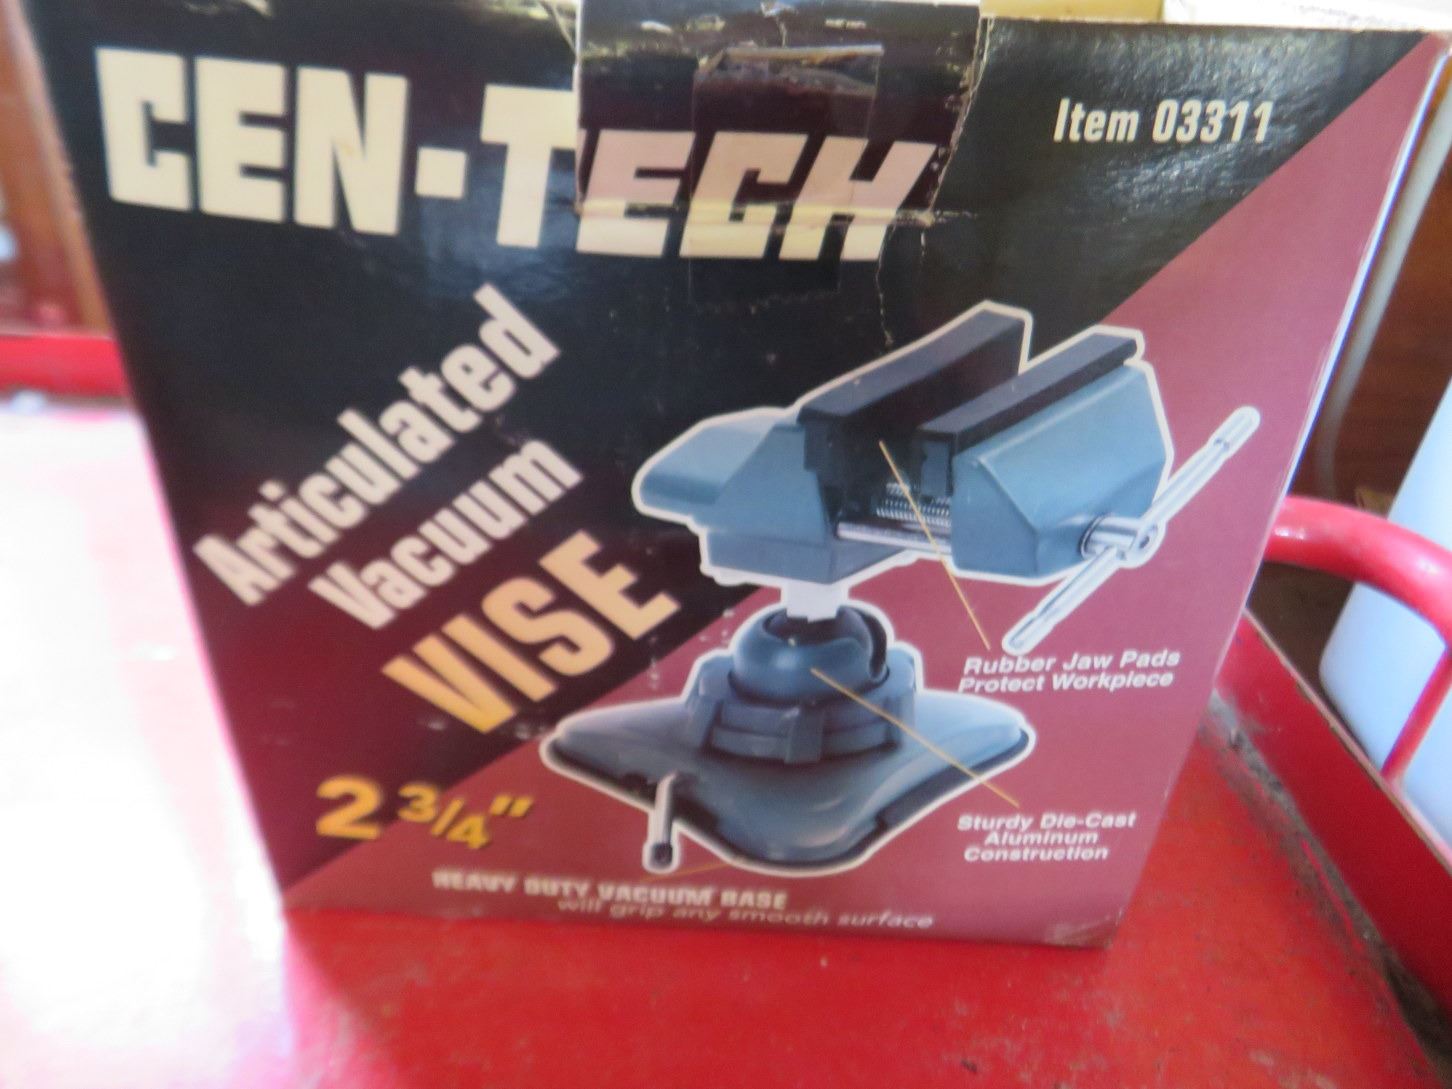 CEN-TECH
Item 03311
Articulated
Vacuum
VISE
2 3/4"
Rubber Jaw Pads
Protect Workpiece
Sturdy Die-Cast
Aluminum
Construction
HEAVY DUTY VACUUM BASE
will grip any smooth surface